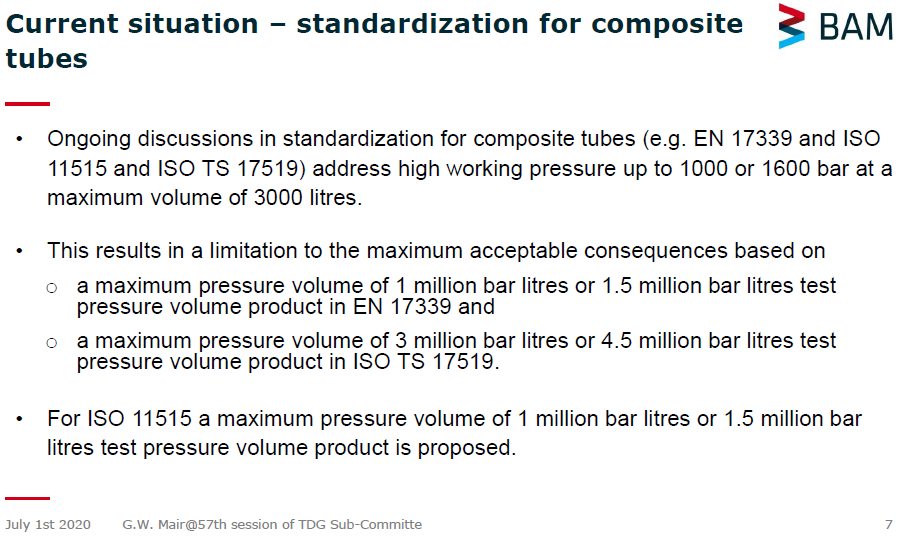 Current situation – standardization for composite
tubes
BAM
• Ongoing discussions in standardization for composite tubes (e.g. EN 17339 and ISO
11515 and ISO TS 17519) address high working pressure up to 1000 or 1600 bar at a
maximum volume of 3000 litres.
• This results in a limitation to the maximum acceptable consequences based on
○ a maximum pressure volume of 1 million bar litres or 1.5 million bar litres test
pressure volume product in EN 17339 and
○ a maximum pressure volume of 3 million bar litres or 4.5 million bar litres test
pressure volume product in ISO TS 17519.
• For ISO 11515 a maximum pressure volume of 1 million bar litres or 1.5 million bar
litres test pressure volume product is proposed.
July 1st 2020 G.W. Mair@57th session of TDG Sub-Committe 7